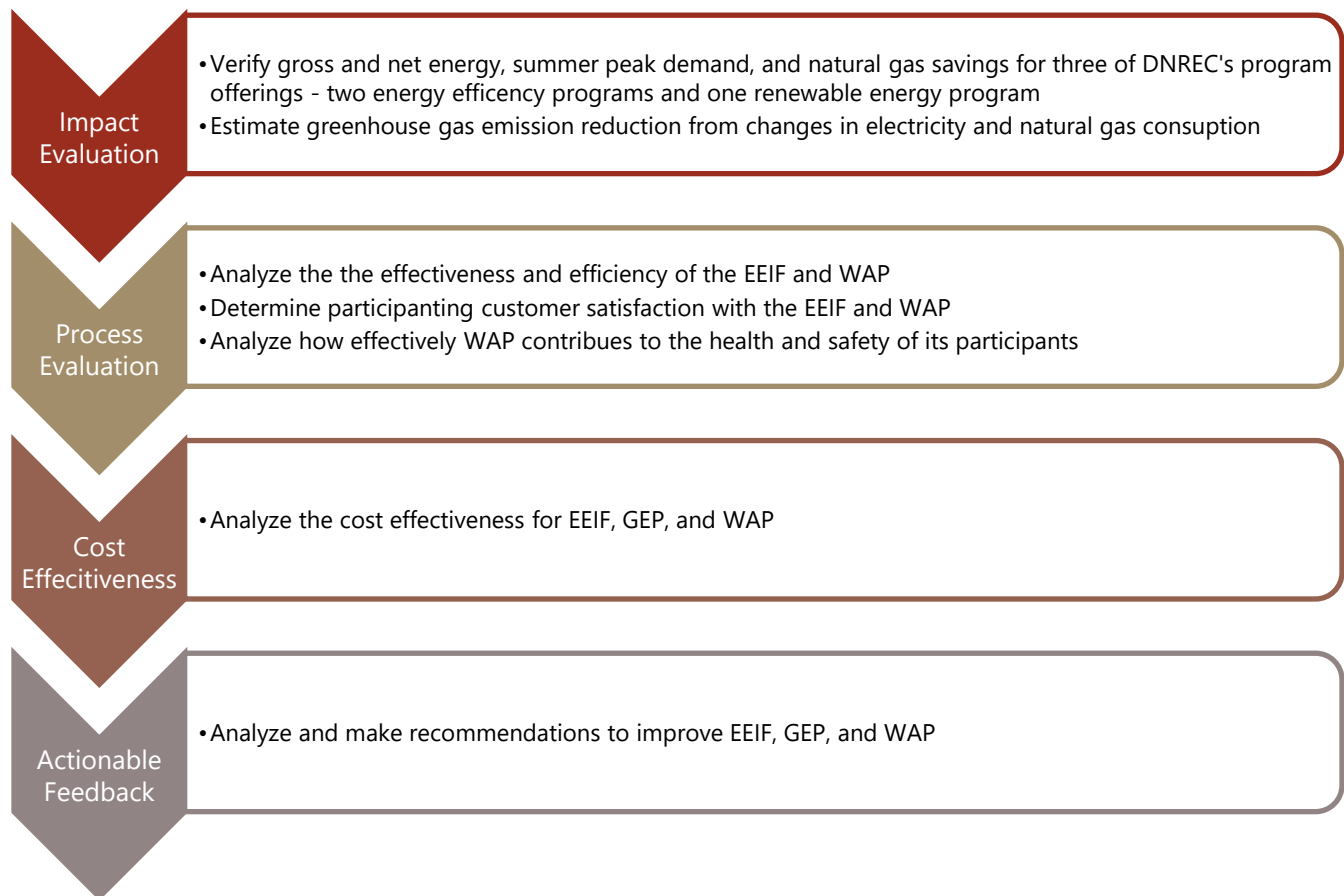 Impact
Evaluation
•Verify gross and net energy, summer peak demand, and natural gas savings for three of DNREC's program
offerings - two energy efficency programs and one renewable energy program
•Estimate greenhouse gas emission reduction from changes in electricity and natural gas consuption
Process
Evaluation
•Analyze the the effectiveness and efficiency of the EEIF and WAP
•Determine participanting customer satisfaction with the EEIF and WAP
•Analyze how effectively WAP contribues to the health and safety of its participants
Cost
Effecitiveness
•Analyze the cost effectiveness for EEIF, GEP, and WAP
Actionable
Feedback
•Analyze and make recommendations to improve EEIF, GEP, and WAP